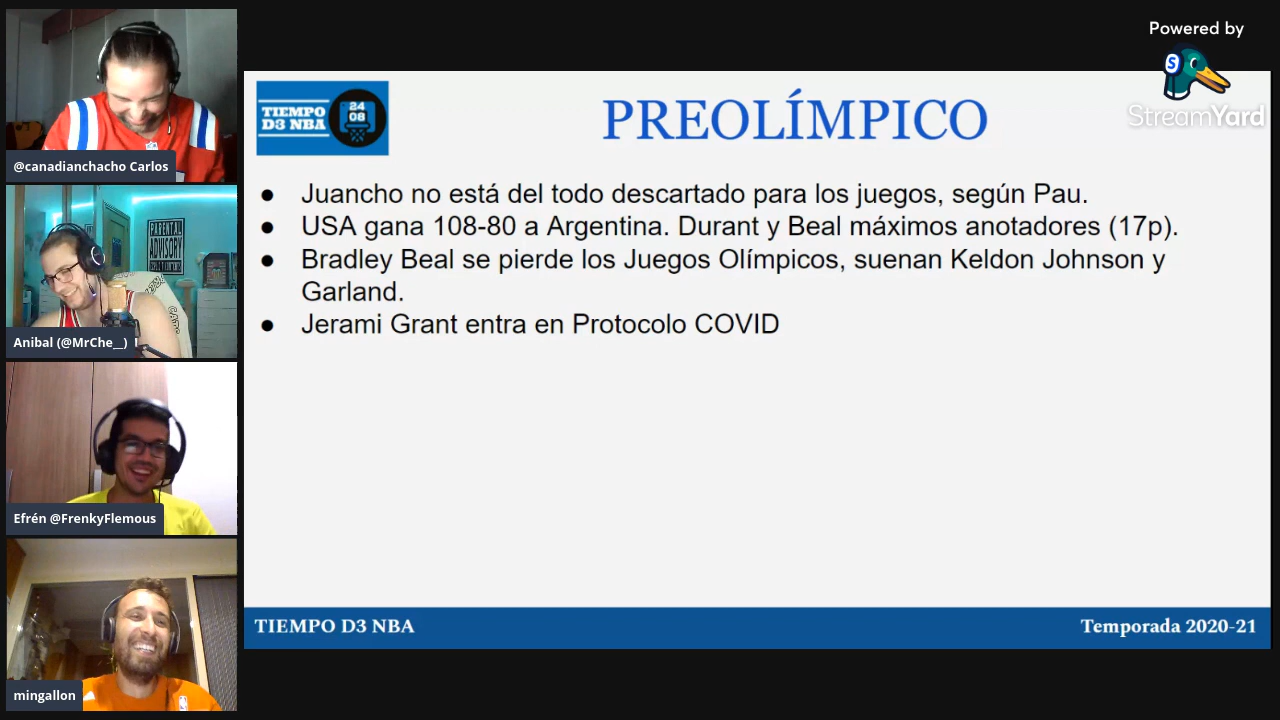 Powered by
StreamYard
TIEMPO
D3 NBA
24
08
PREOLÍMPICO
● Juancho no está del todo descartado para los juegos, según Pau.
● USA gana 108-80 a Argentina. Durant y Beal máximos anotadores (17p).
● Bradley Beal se pierde los Juegos Olímpicos, suenan Keldon Johnson y
Garland.
● Jerami Grant entra en Protocolo COVID
TIEMPO D3 NBA
Temporada 2020-21
@canadianchacho Carlos
PARENTAL
ADVISORY
Anibal (@MrChe__)
Efrén @FrenkyFlemous
mingallon